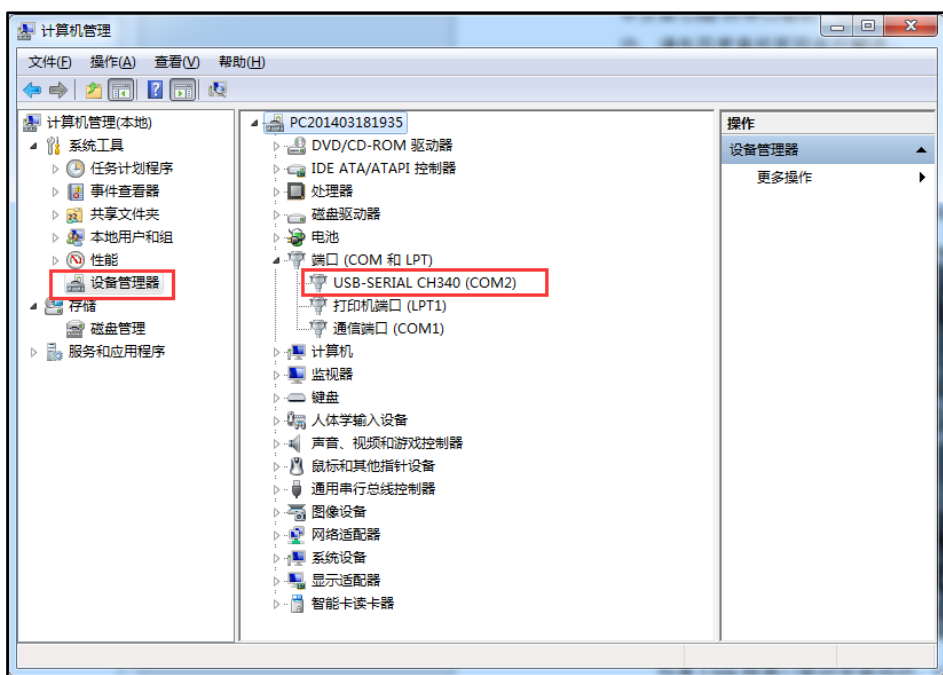 计算机管理
文件(F) 操作(A) 查看(V) 帮助(H)
计算机管理(本地)
系统工具
任务计划程序
事件查看器
共享文件夹
本地用户和组
性能
设备管理器
存储
磁盘管理
服务和应用程序
PC201403181935
DVD/CD-ROM 驱动器
IDE ATA/ATAPI 控制器
处理器
磁盘驱动器
电池
端口 (COM 和 LPT)
USB-SERIAL CH340 (COM2)
打印机端口 (LPT1)
通信端口 (COM1)
计算机
监视器
键盘
人体学输入设备
声音、视频和游戏控制器
鼠标和其他指针设备
通用串行总线控制器
图像设备
网络适配器
系统设备
显示适配器
智能卡读卡器
操作
设备管理器
更多操作